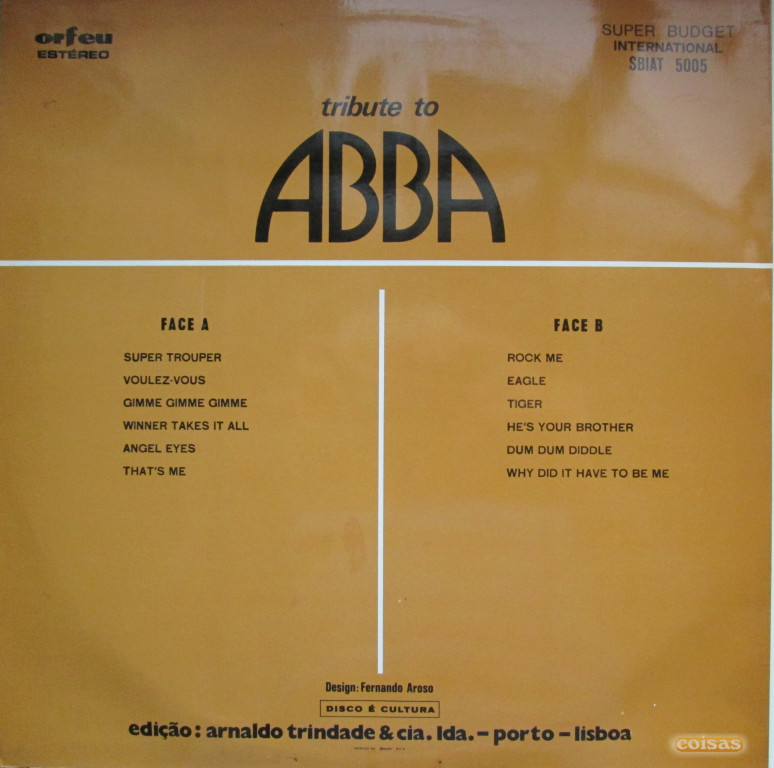 orfeu
ESTÉREO
SUPER BUDGET
INTERNATIONAL
SBIAT 5005
tribute to
ABBA
FACE A
SUPER TROUPER
VOULEZ-VOUS
GIMME GIMME GIMME
WINNER TAKES IT ALL
ANGEL EYES
THAT'S ME
FACE B
ROCK ME
EAGLE
TIGER
HE'S YOUR BROTHER
DUM DUM DIDDLE
WHY DID IT HAVE TO BE ME
Design: Fernando Aroso
DISCO É CULTURA
edição: arnaldo trindade & cia. lda. – porto – lisboa
coisas